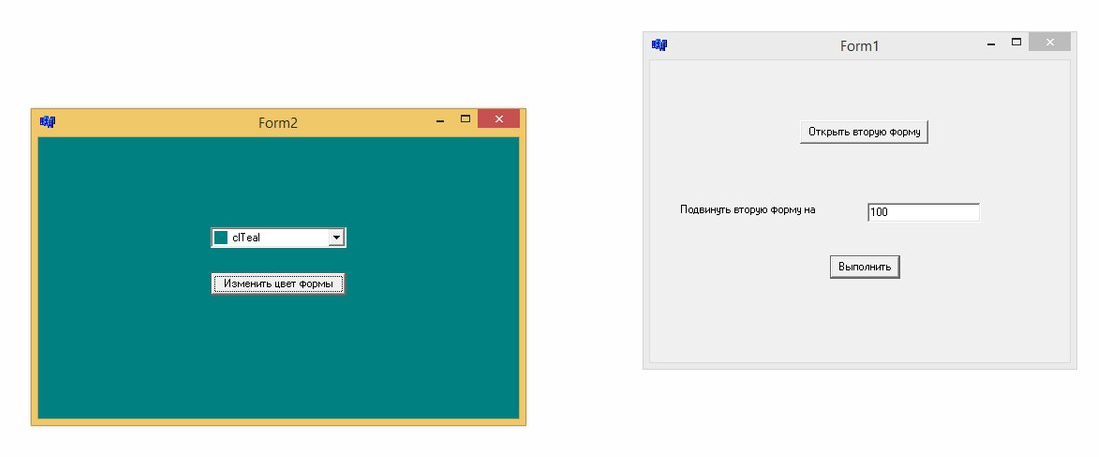 Form2
clTeal
Изменить цвет формы
Form1
Открыть вторую форму
Подвинуть вторую форму на 100
Выполнить